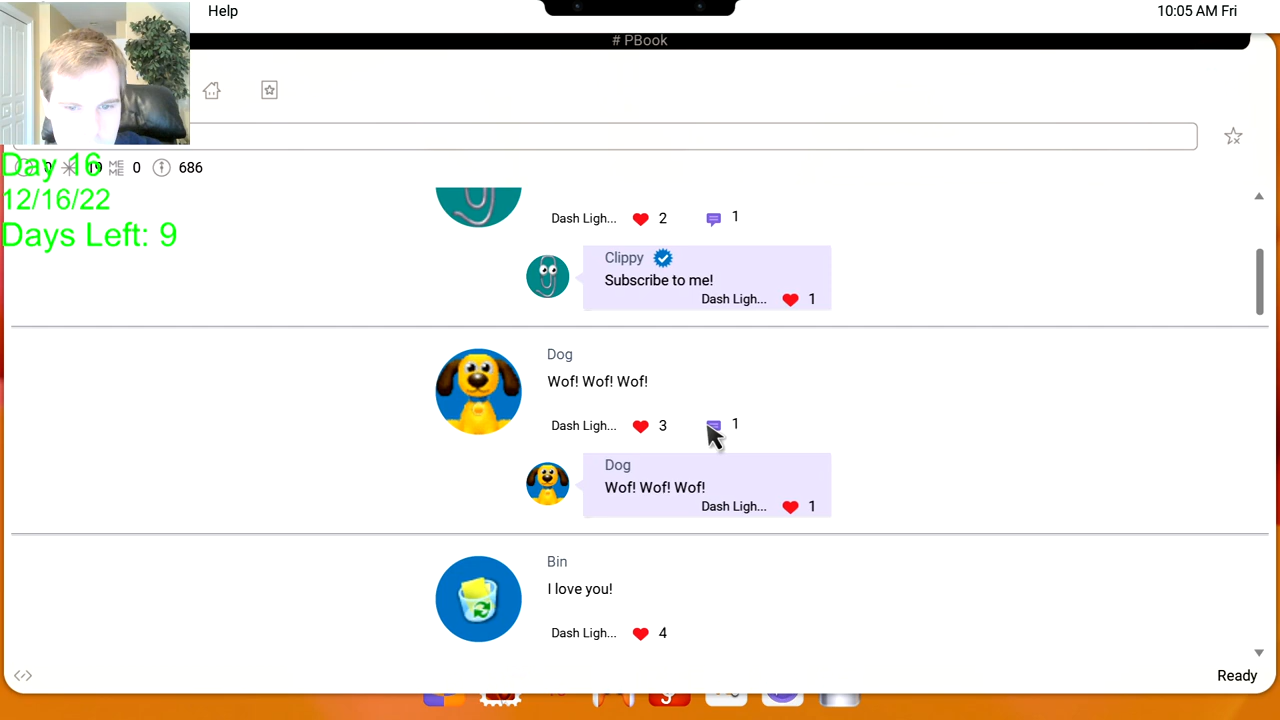 Help
10:05 AM Fri
# PBook
Day 16
0
19
MEME
0
686
12/16/22
Days Left: 9
Dash Ligh...
2
1
Clippy
Subscribe to me!
Dash Ligh...
1
Dog
Wof! Wof! Wof!
Dash Ligh...
3
1
Dog
Wof! Wof! Wof!
Dash Ligh...
1
Bin
I love you!
Dash Ligh...
4
Ready